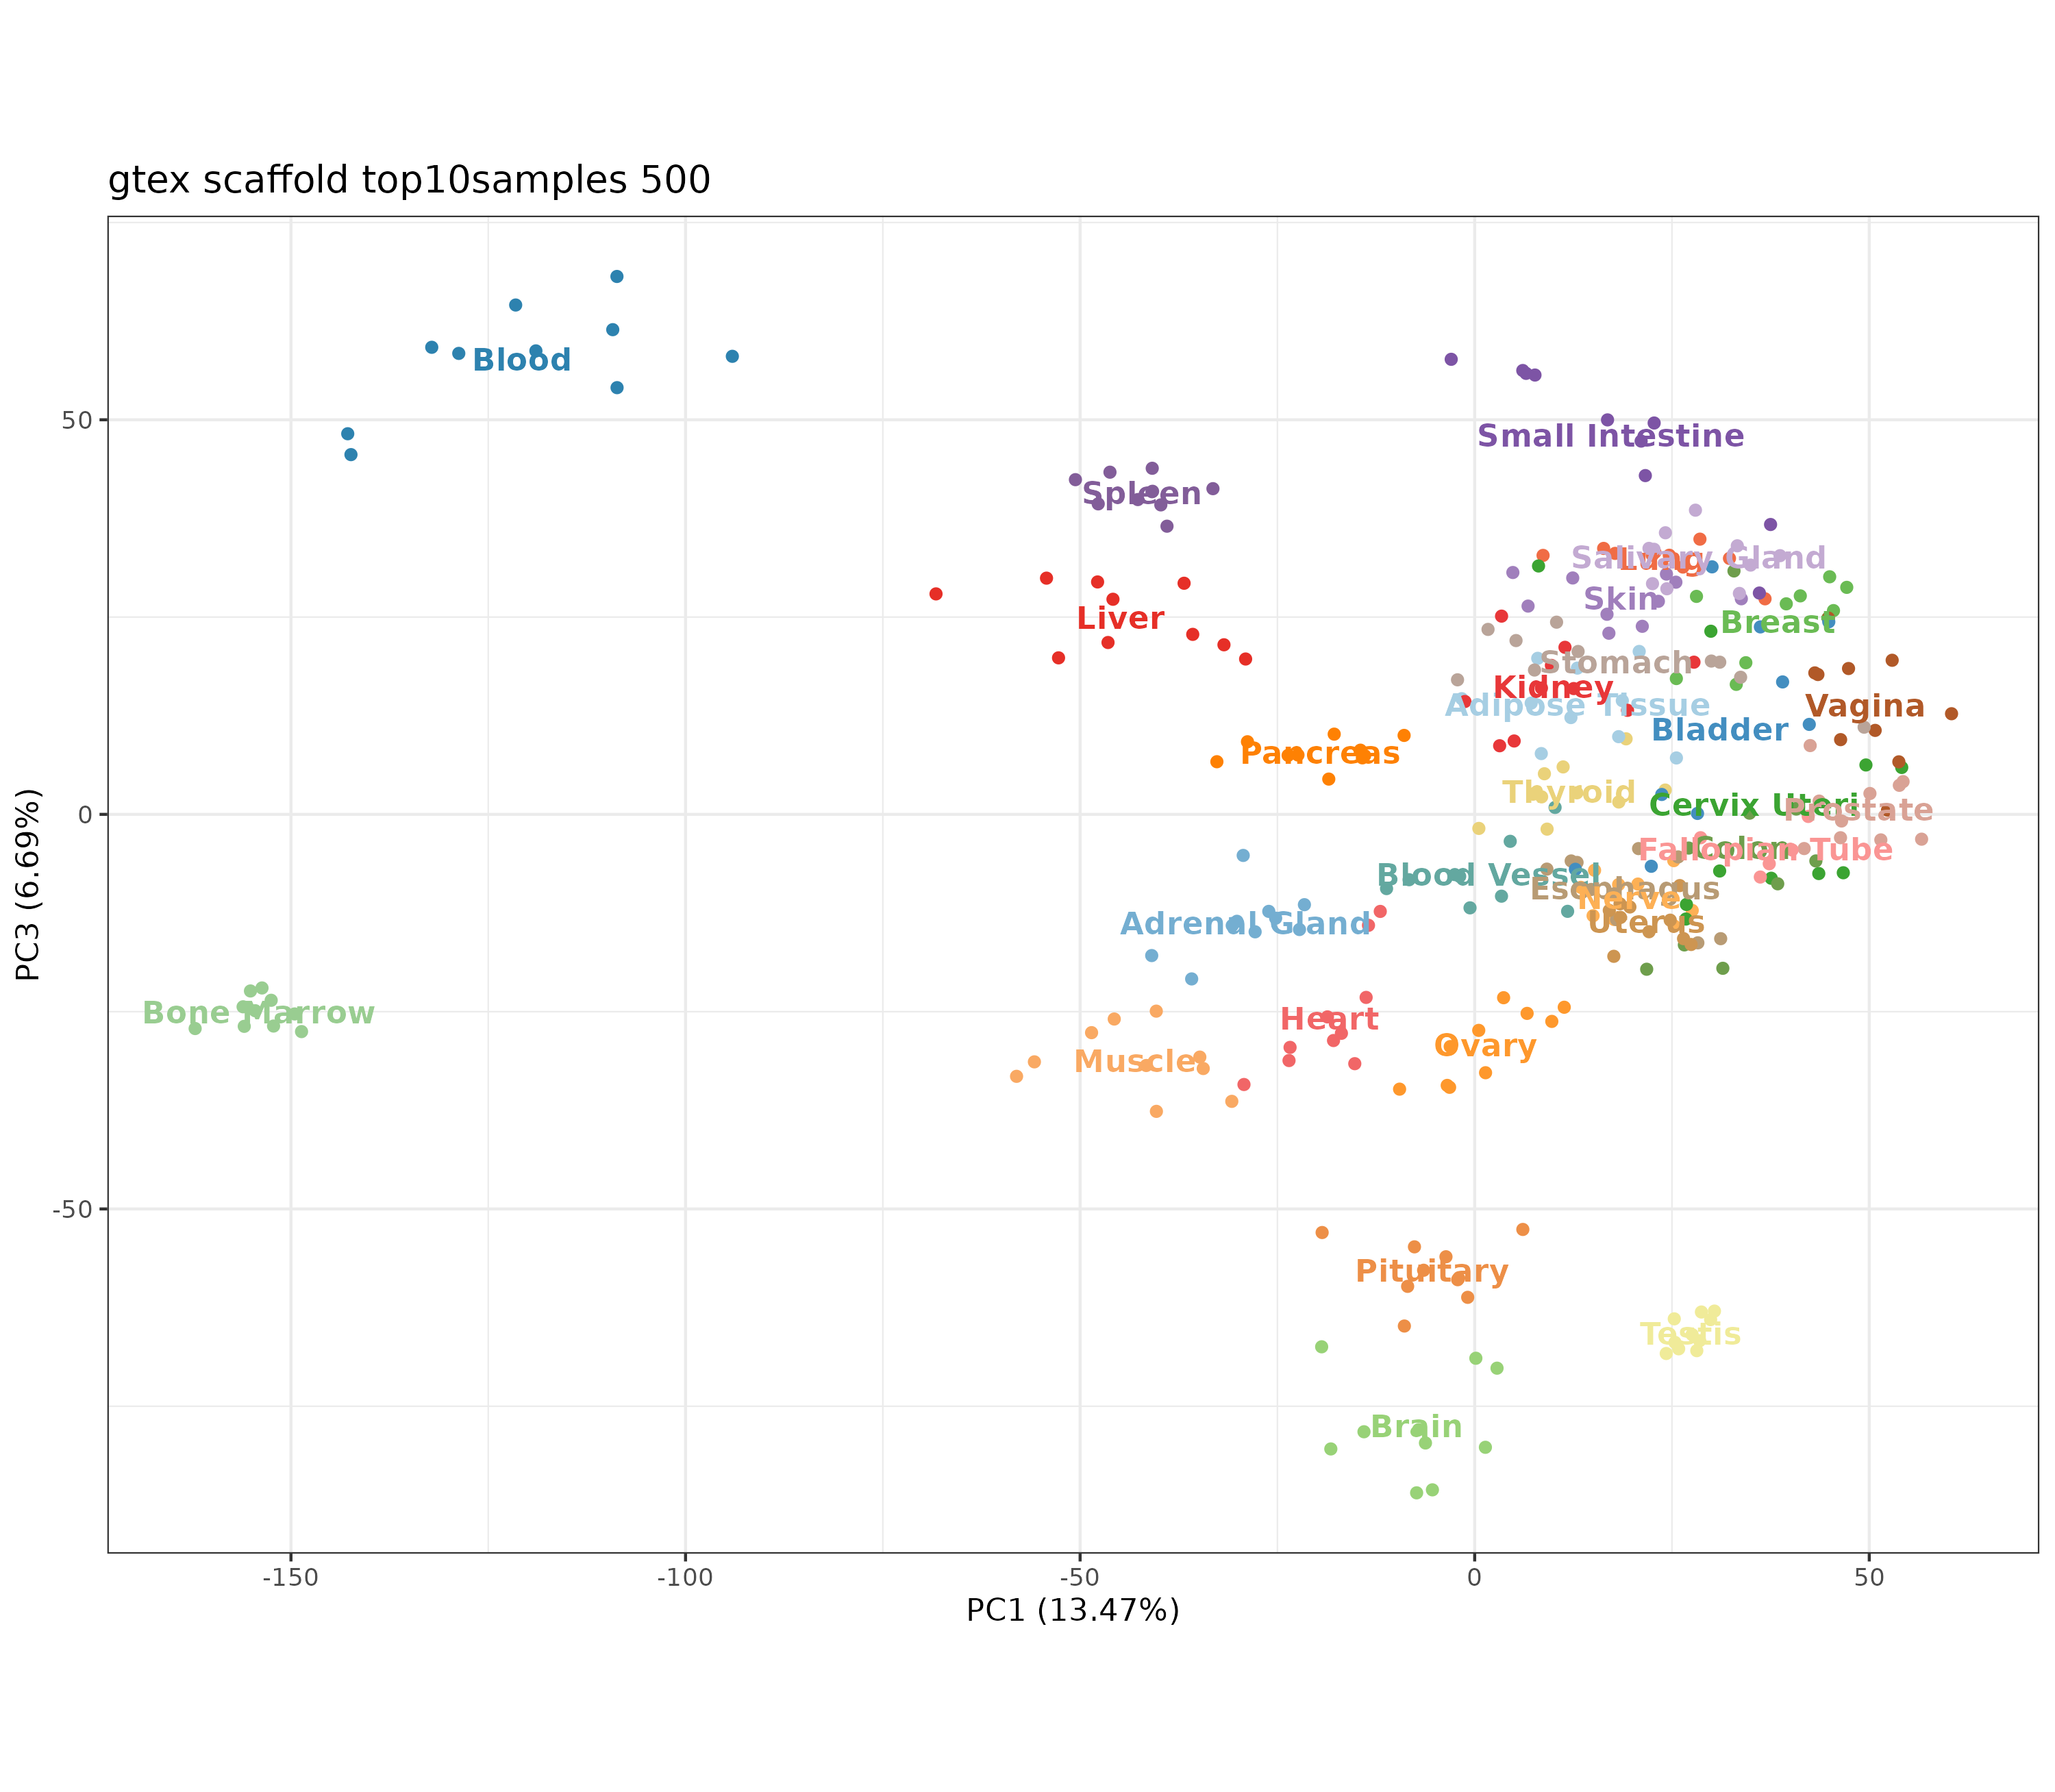 gtex scaffold top10samples 500
Blood
Small Intestine
Spleen
Salivary Gland
Lung
Skin
Liver
Breast
Stomach
Kidney
Adipose Tissue
Vagina
Bladder
Pancreas
Thyroid
Cervix Uteri
Prostate
Fallopian Tube
Colon
Blood Vessel
Esophagus
Nerve
Adrenal Gland
Uterus
Bone Marrow
Heart
Ovary
Muscle
Pituitary
Testis
Brain
50
0
-50
PC3 (6.69%)
-150
-100
-50
0
50
PC1 (13.47%)